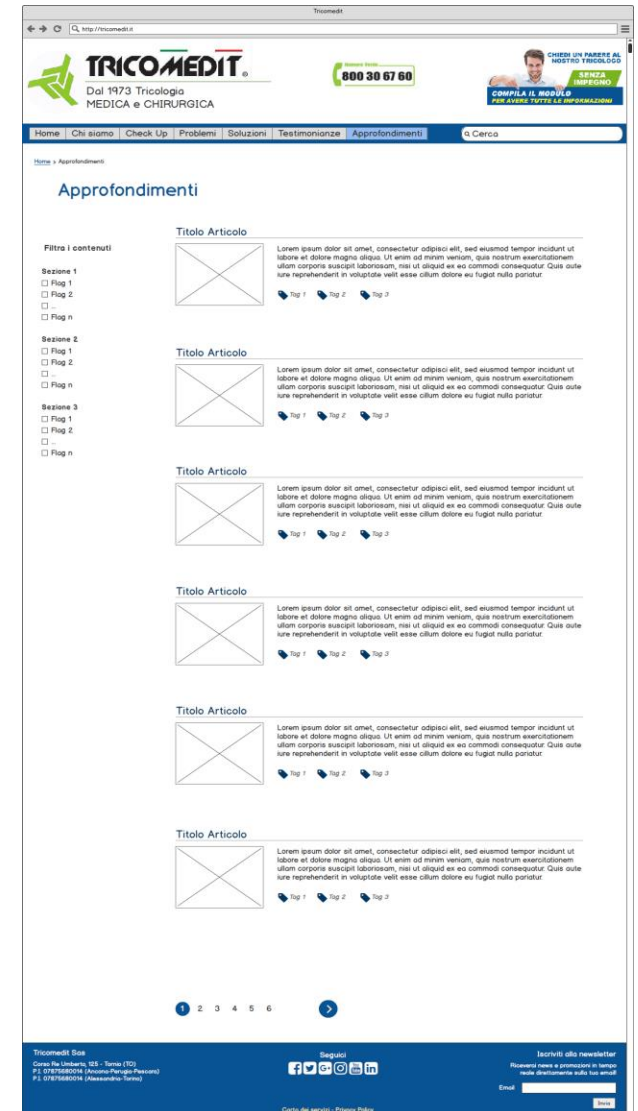 Tricomedit
http://tricomedit.it
TRICOMEDIT®
Dal 1973 Tricologia
MEDICA e CHIRURGICA
Numero Verde
800 30 67 60
CHIEDI UN PARERE AL
NOSTRO TRICOLOGO
SENZA
IMPEGNO
COMPILA IL MODULO
PER AVERE TUTTE LE INFORMAZIONI
Home Chi siamo Check Up Problemi Soluzioni Testimonianze Approfondimenti Cerca
Home > Approfondimenti
Approfondimenti
Filtra i contenuti
Sezione 1
Flag 1
Flag 2
...
Flag n
Sezione 2
Flag 1
Flag 2
...
Flag n
Sezione 3
Flag 1
Flag 2
...
Flag n
Titolo Articolo
Lorem ipsum dolor sit amet, consectetur adipisci elit, sed eiusmod tempor incidunt ut
labore et dolore magna aliqua. Ut enim ad minim veniam, quis nostrum exercitationem
ullam corporis suscipit laboriosam, nisi ut aliquid ex ea commodi consequatur. Quis aute
iure reprehenderit in voluptate velit esse cillum dolore eu fugiat nulla pariatur.
Tag 1 Tag 2 Tag 3
Titolo Articolo
Lorem ipsum dolor sit amet, consectetur adipisci elit, sed eiusmod tempor incidunt ut
labore et dolore magna aliqua. Ut enim ad minim veniam, quis nostrum exercitationem
ullam corporis suscipit laboriosam, nisi ut aliquid ex ea commodi consequatur. Quis aute
iure reprehenderit in voluptate velit esse cillum dolore eu fugiat nulla pariatur.
Tag 1 Tag 2 Tag 3
Titolo Articolo
Lorem ipsum dolor sit amet, consectetur adipisci elit, sed eiusmod tempor incidunt ut
labore et dolore magna aliqua. Ut enim ad minim veniam, quis nostrum exercitationem
ullam corporis suscipit laboriosam, nisi ut aliquid ex ea commodi consequatur. Quis aute
iure reprehenderit in voluptate velit esse cillum dolore eu fugiat nulla pariatur.
Tag 1 Tag 2 Tag 3
Titolo Articolo
Lorem ipsum dolor sit amet, consectetur adipisci elit, sed eiusmod tempor incidunt ut
labore et dolore magna aliqua. Ut enim ad minim veniam, quis nostrum exercitationem
ullam corporis suscipit laboriosam, nisi ut aliquid ex ea commodi consequatur. Quis aute
iure reprehenderit in voluptate velit esse cillum dolore eu fugiat nulla pariatur.
Tag 1 Tag 2 Tag 3
Titolo Articolo
Lorem ipsum dolor sit amet, consectetur adipisci elit, sed eiusmod tempor incidunt ut
labore et dolore magna aliqua. Ut enim ad minim veniam, quis nostrum exercitationem
ullam corporis suscipit laboriosam, nisi ut aliquid ex ea commodi consequatur. Quis aute
iure reprehenderit in voluptate velit esse cillum dolore eu fugiat nulla pariatur.
Tag 1 Tag 2 Tag 3
Titolo Articolo
Lorem ipsum dolor sit amet, consectetur adipisci elit, sed eiusmod tempor incidunt ut
labore et dolore magna aliqua. Ut enim ad minim veniam, quis nostrum exercitationem
ullam corporis suscipit laboriosam, nisi ut aliquid ex ea commodi consequatur. Quis aute
iure reprehenderit in voluptate velit esse cillum dolore eu fugiat nulla pariatur.
Tag 1 Tag 2 Tag 3
1 2 3 4 5 6
Tricomedit Sas
Corso Re Umberto, 125 - Torino (TO)
P.I. 07875680014 (Ancona-Perugia-Pescara)
P.I. 07876680014 (Alessandria-Torino)
Seguici
Carta dei servizi - Privacy Policy
Iscriviti alla newsletter
Riceverai news e promozioni in tempo
reale direttamente sulla tua email!
Email
Invia